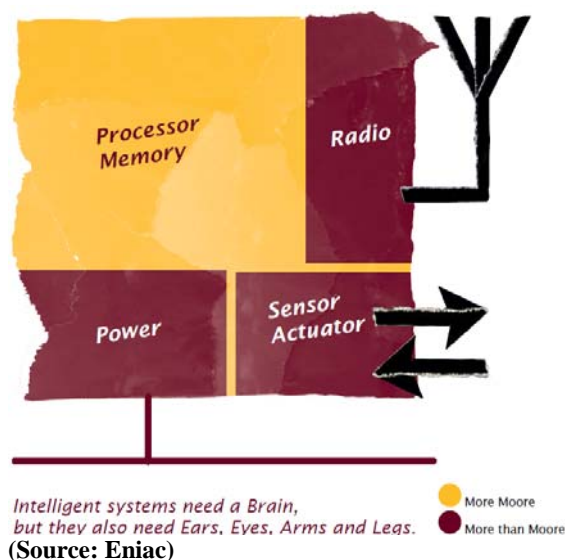 Processor
Memory
Radio
Power
Sensor
Actuator
Intelligent systems need a Brain,
but they also need Ears, Eyes, Arms and Legs.
More Moore
More than Moore
(Source: Eniac)